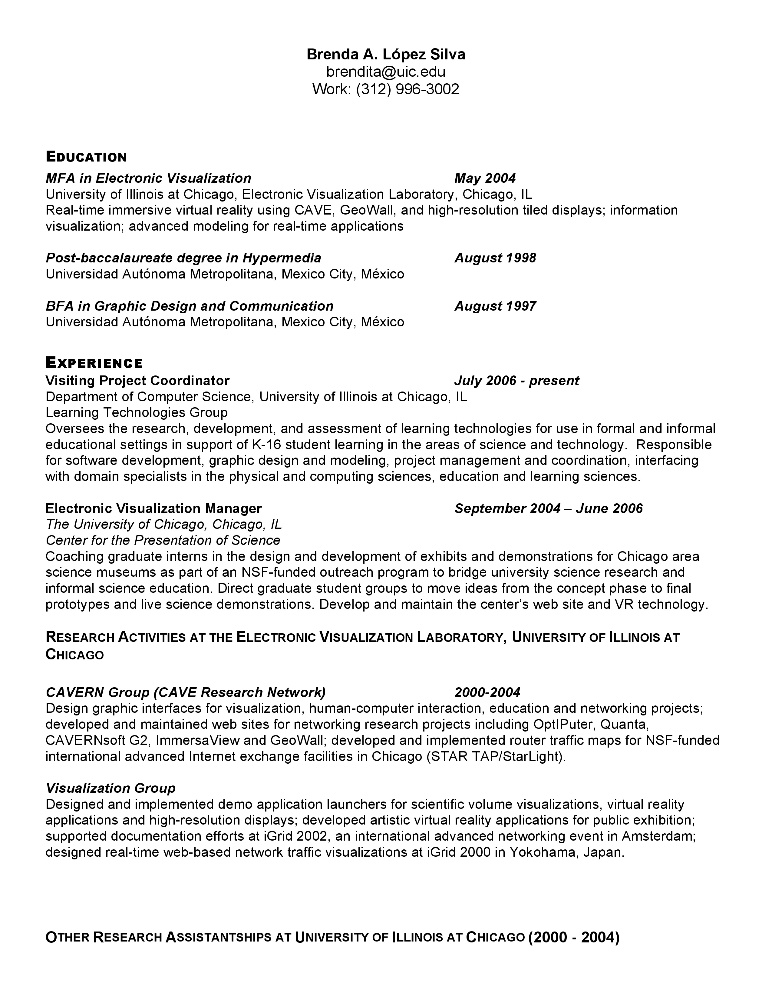 Brenda A. López Silva
brendita@uic.edu
Work: (312) 996-3002
EDUCATION
MFA in Electronic Visualization May 2004
University of Illinois at Chicago, Electronic Visualization Laboratory, Chicago, IL
Real-time immersive virtual reality using CAVE, GeoWall, and high-resolution tiled displays; information
visualization; advanced modeling for real-time applications
Post-baccalaureate degree in Hypermedia August 1998
Universidad Autónoma Metropolitana, Mexico City, México
BFA in Graphic Design and Communication August 1997
Universidad Autónoma Metropolitana, Mexico City, México
EXPERIENCE
Visiting Project Coordinator July 2006 - present
Department of Computer Science, University of Illinois at Chicago, IL
Learning Technologies Group
Oversees the research, development, and assessment of learning technologies for use in formal and informal
educational settings in support of K-16 student learning in the areas of science and technology. Responsible
for software development, graphic design and modeling, project management and coordination, interfacing
with domain specialists in the physical and computing sciences, education and learning sciences.
Electronic Visualization Manager September 2004 – June 2006
The University of Chicago, Chicago, IL
Center for the Presentation of Science
Coaching graduate interns in the design and development of exhibits and demonstrations for Chicago area
science museums as part of an NSF-funded outreach program to bridge university science research and
informal science education. Direct graduate student groups to move ideas from the concept phase to final
prototypes and live science demonstrations. Develop and maintain the center's web site and VR technology.
RESEARCH ACTIVITIES AT THE ELECTRONIC VISUALIZATION LABORATORY, UNIVERSITY OF ILLINOIS AT
CHICAGO
CAVERN Group (CAVE Research Network) 2000-2004
Design graphic interfaces for visualization, human-computer interaction, education and networking projects;
developed and maintained web sites for networking research projects including OptIPuter, Quanta,
CAVERNsoft G2, ImmersaView and GeoWall; developed and implemented router traffic maps for NSF-funded
international advanced Internet exchange facilities in Chicago (STAR TAP/StarLight).
Visualization Group
Designed and implemented demo application launchers for scientific volume visualizations, virtual reality
applications and high-resolution displays; developed artistic virtual reality applications for public exhibition;
supported documentation efforts at iGrid 2002, an international advanced networking event in Amsterdam;
designed real-time web-based network traffic visualizations at iGrid 2000 in Yokohama, Japan.
OTHER RESEARCH ASSISTANTSHIPS AT UNIVERSITY OF ILLINOIS AT CHICAGO (2000 - 2004)